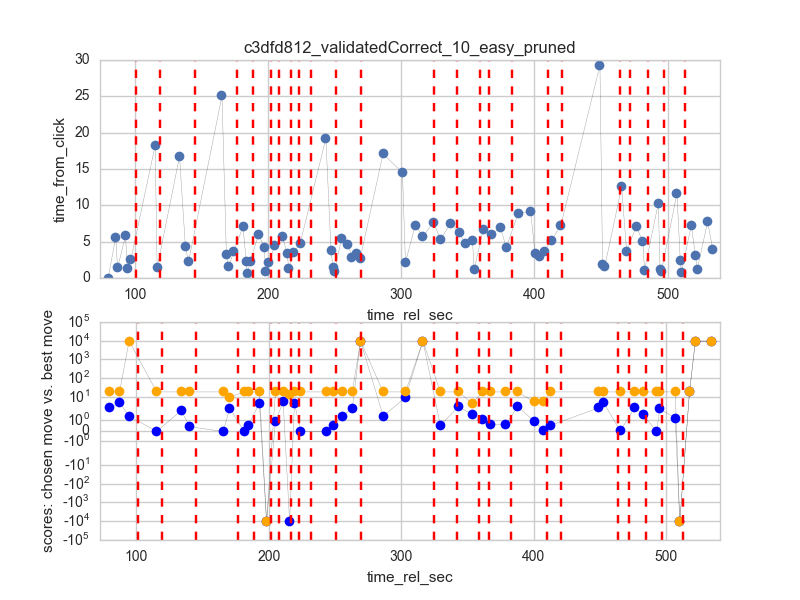 c3dfd812_validatedCorrect_10_easy_pruned
30
25
20
15
10
5
0
time_from_click
100 200 300 400 500
time_rel_sec
10^5
10^4
10^3
10^2
10^1
10^0
0
-10^0
-10^1
-10^2
-10^3
-10^4
-10^5
scores: chosen move vs. best move
100 200 300 400 500
time_rel_sec